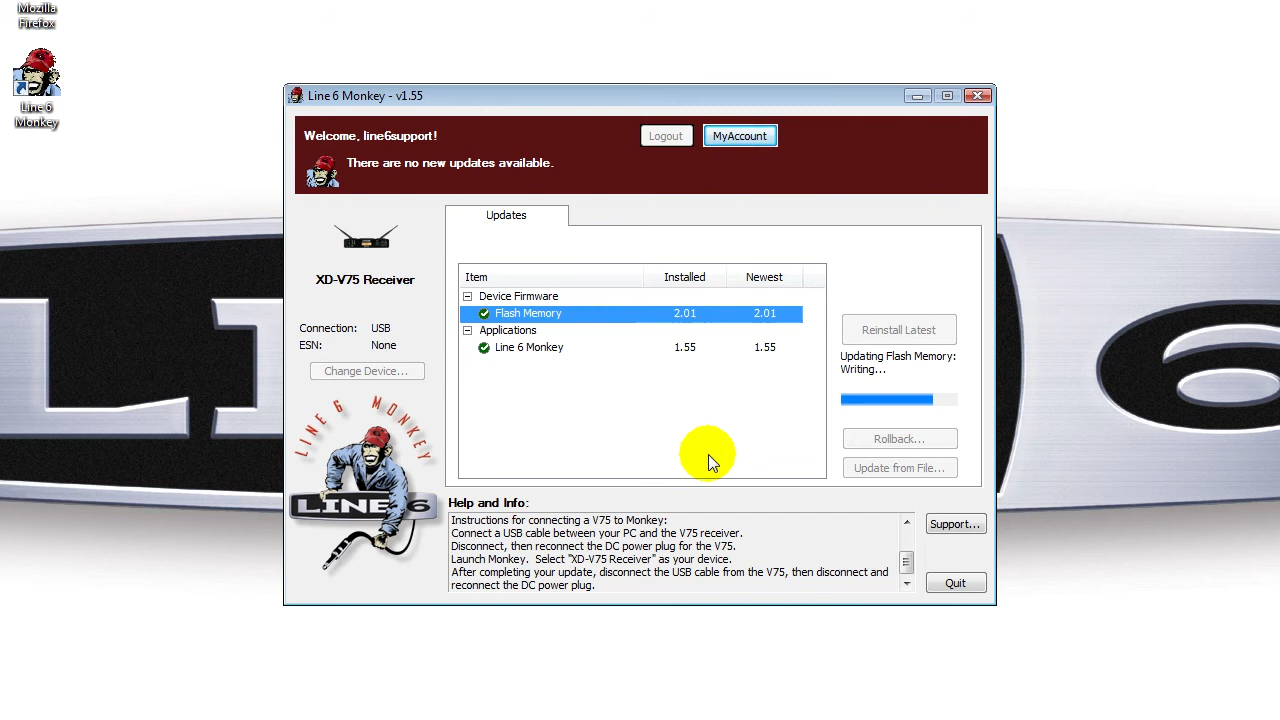 Mozilla
Firefox
Line 6
Monkey
Line 6 Monkey - v1.55
Welcome, line6support!
Logout
MyAccount
There are no new updates available.
Updates
XD-V75 Receiver
Item Installed Newest
Device Firmware
Flash Memory 2.01 2.01
Applications
Line 6 Monkey 1.55 1.55
Connection: USB
ESN: None
Change Device...
Reinstall Latest
Updating Flash Memory:
Writing...
Rollback...
Update from File...
LINE 6 MONKEY
LINE 6
Help and Info:
Instructions for connecting a V75 to Monkey:
Connect a USB cable between your PC and the V75 receiver.
Disconnect, then reconnect the DC power plug for the V75.
Launch Monkey. Select "XD-V75 Receiver" as your device.
After completing your update, disconnect the USB cable from the V75, then disconnect and
reconnect the DC power plug.
Support...
Quit
L 6